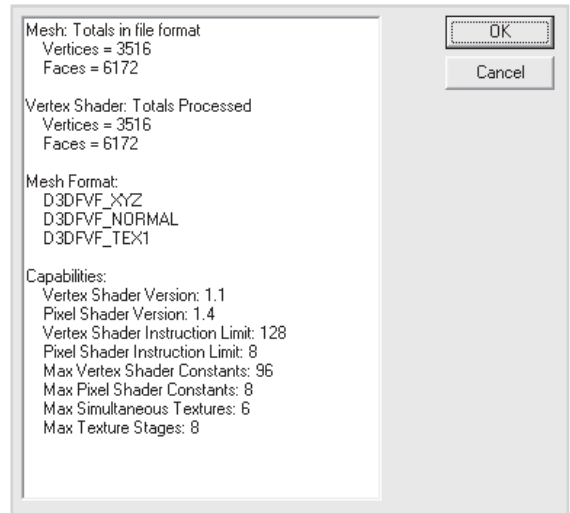 Mesh: Totals in file format
Vertices = 3516
Faces = 6172
Vertex Shader: Totals Processed
Vertices = 3516
Faces = 6172
Mesh Format:
D3DFVF_XYZ
D3DFVF_NORMAL
D3DFVF_TEX1
Capabilities:
Vertex Shader Version: 1.1
Pixel Shader Version: 1.4
Vertex Shader Instruction Limit: 128
Pixel Shader Instruction Limit: 8
Max Vertex Shader Constants: 96
Max Pixel Shader Constants: 8
Max Simultaneous Textures: 6
Max Texture Stages: 8
OK
Cancel